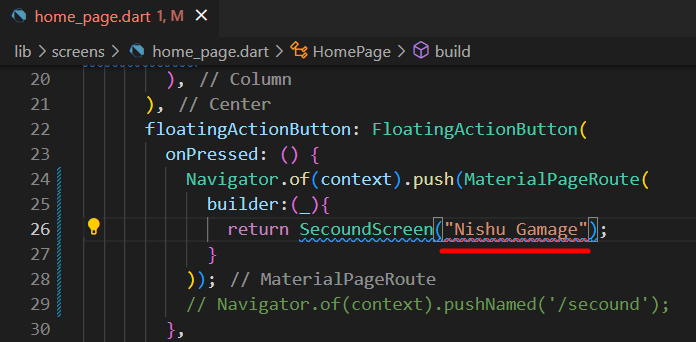 home_page.dart 1, M
lib > screens > home_page.dart > HomePage > build
20 ), // Column
21 ), // Center
22 floatingActionButton: FloatingActionButton(
23 onPressed: () {
24 Navigator.of(context).push(MaterialPageRoute(
25 builder:(_){
26 return SecoundScreen("Nishu Gamage");
27 }
28 )); // MaterialPageRoute
29 // Navigator.of(context).pushNamed('/secound');
30 },